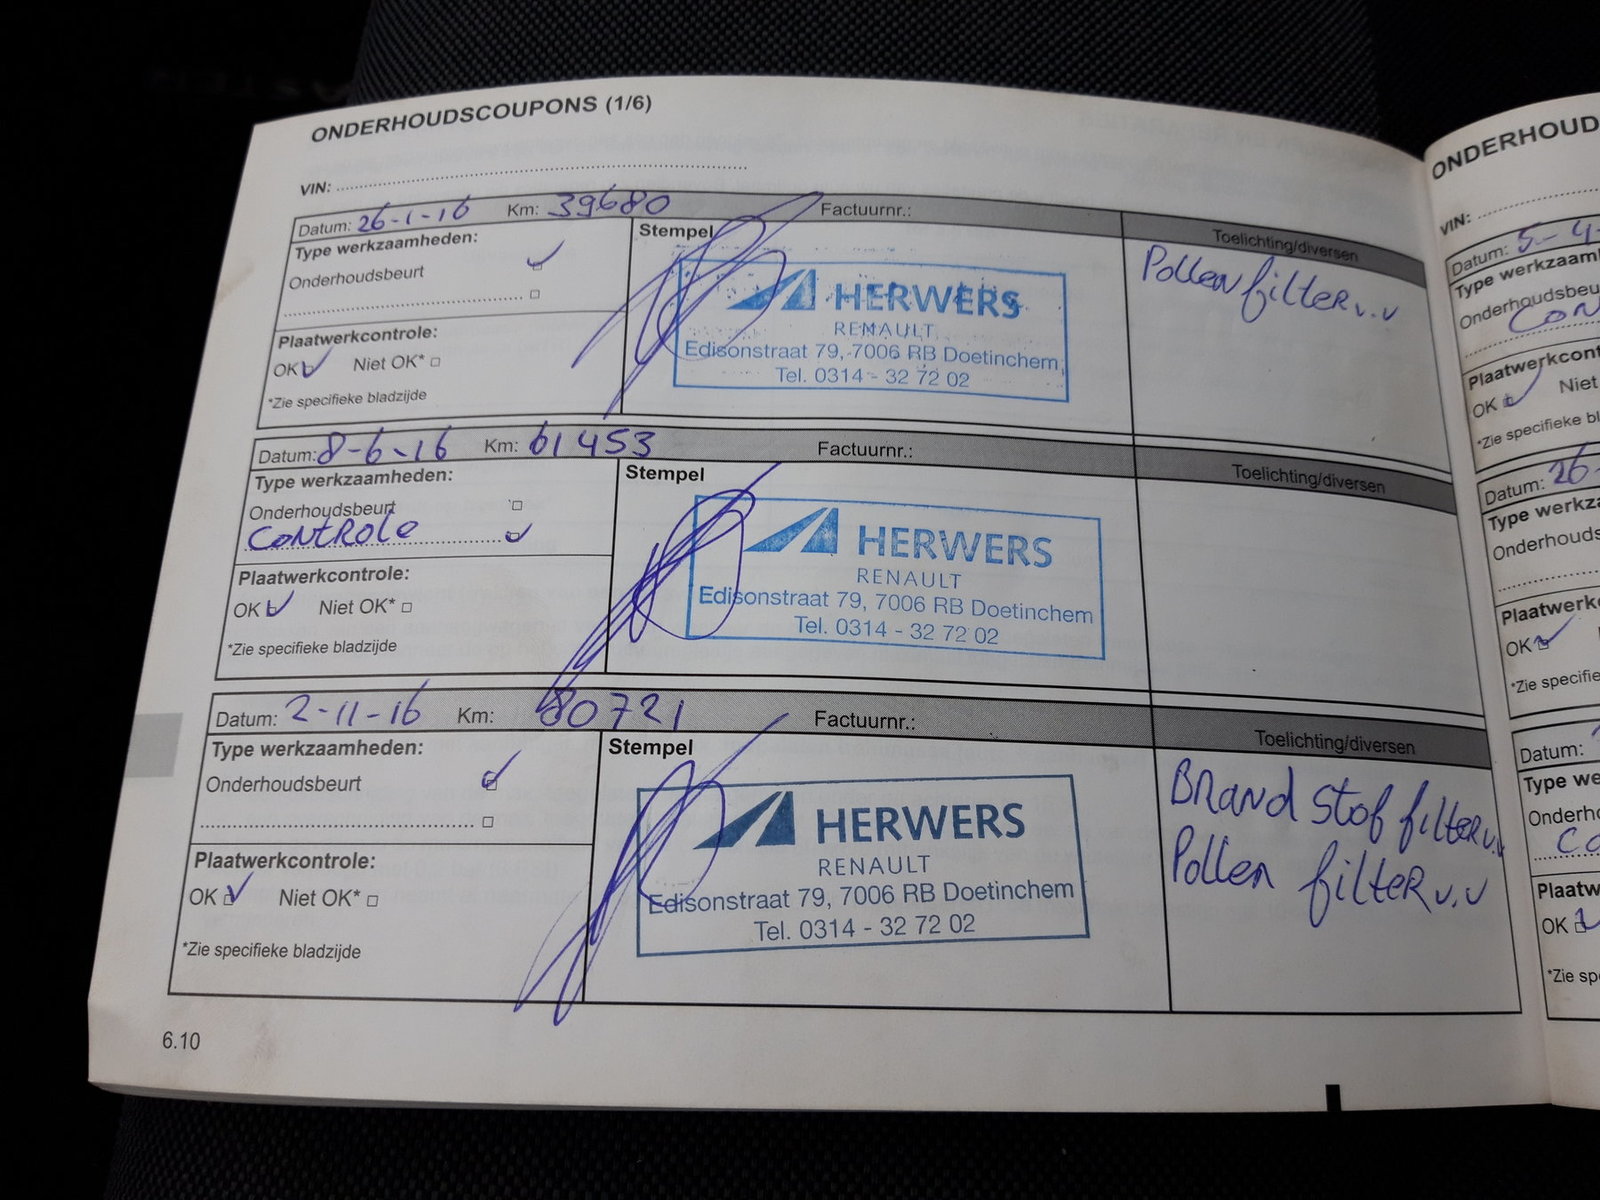 ONDERHOUDSCOUPONS (1/6)
VIN:
Datum: 26-1-16 Km: 39680 Factuurnr.:
Type werkzaamheden:
Onderhoudsbeurt
Plaatwerkcontrole:
OK Niet OK*
*Zie specifieke bladzijde
Stempel
HERWERS
RENAULT
Edisonstraat 79, 7006 RB Doetinchem
Tel. 0314 - 32 72 02
Toelichting/diversen
Pollenfilter v.v
Datum: 8-6-16 Km: 61453 Factuurnr.:
Type werkzaamheden:
Onderhoudsbeurt
CONTROLE
Plaatwerkcontrole:
OK Niet OK*
*Zie specifieke bladzijde
Stempel
HERWERS
RENAULT
Edisonstraat 79, 7006 RB Doetinchem
Tel. 0314 - 32 72 02
Toelichting/diversen
Datum: 2-11-16 Km: 80721 Factuurnr.:
Type werkzaamheden:
Onderhoudsbeurt
Plaatwerkcontrole:
OK Niet OK*
*Zie specifieke bladzijde
Stempel
HERWERS
RENAULT
Edisonstraat 79, 7006 RB Doetinchem
Tel. 0314 - 32 72 02
Toelichting/diversen
Brand stof filter v.v
Pollen filter v.v
6.10
ONDERHOUD
VIN:
Datum: 5-4-
Type werkzaam
Onderhoudsbeu
CON
Plaatwerkcont
OK Niet
*Zie specifieke
Datum: 26-
Type werkza
Onderhouds
Plaatwerk
OK
*Zie specifie
Datum:
Type we
Onderho
Co
Plaatw
OK
*Zie sp